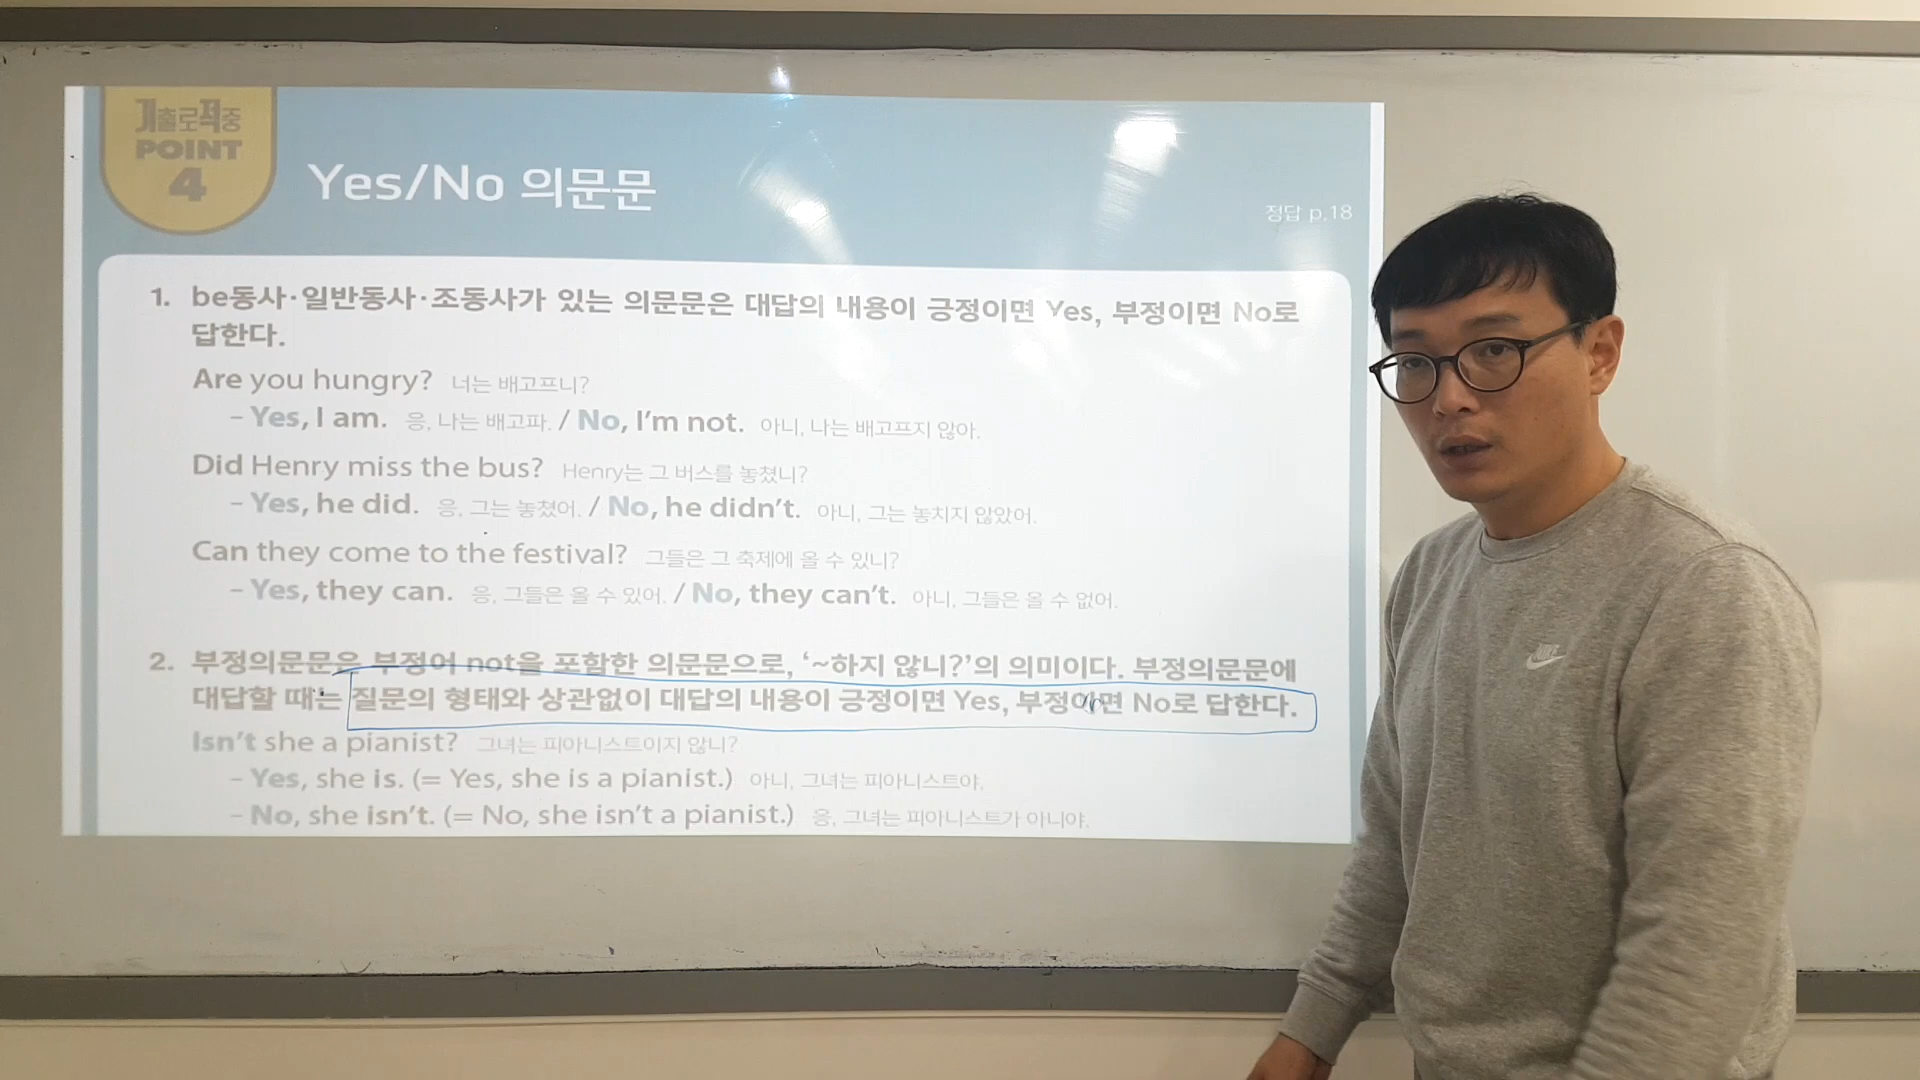 기출로적중
POINT
4
Yes/No 의문문
정답 p.18
1. be동사·일반동사·조동사가 있는 의문문은 대답의 내용이 긍정이면 Yes, 부정이면 No로
답한다.
Are you hungry? 너는 배고프니?
– Yes, I am. 응, 나는 배고파. / No, I'm not. 아니, 나는 배고프지 않아.
Did Henry miss the bus? Henry는 그 버스를 놓쳤니?
– Yes, he did. 응, 그는 놓쳤어. / No, he didn't. 아니, 그는 놓치지 않았어.
Can they come to the festival? 그들은 그 축제에 올 수 있니?
– Yes, they can. 응, 그들은 올 수 있어. / No, they can't. 아니, 그들은 올 수 없어.
2. 부정의문문은 부정어 not을 포함한 의문문으로, '~하지 않니?'의 의미이다. 부정의문문에
대답할 때는 질문의 형태와 상관없이 대답의 내용이 긍정이면 Yes, 부정이면 No로 답한다.
Isn't she a pianist? 그녀는 피아니스트이지 않니?
– Yes, she is. (= Yes, she is a pianist.) 아니, 그녀는 피아니스트야.
– No, she isn't. (= No, she isn't a pianist.) 응, 그녀는 피아니스트가 아니야.
NIKE